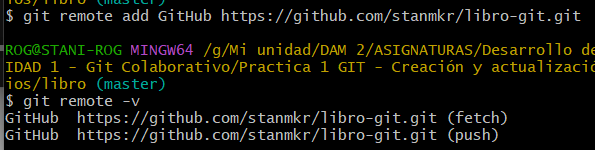 ios/libro (master)
$ git remote add GitHub https://github.com/stanmkr/libro-git.git
ROG@STANI-ROG MINGW64 /g/Mi unidad/DAM 2/ASIGNATURAS/Desarrollo de
IDAD 1 - Git Colaborativo/Practica 1 GIT - Creación y actualizació
ios/libro (master)
$ git remote -v
GitHub  https://github.com/stanmkr/libro-git.git (fetch)
GitHub  https://github.com/stanmkr/libro-git.git (push)